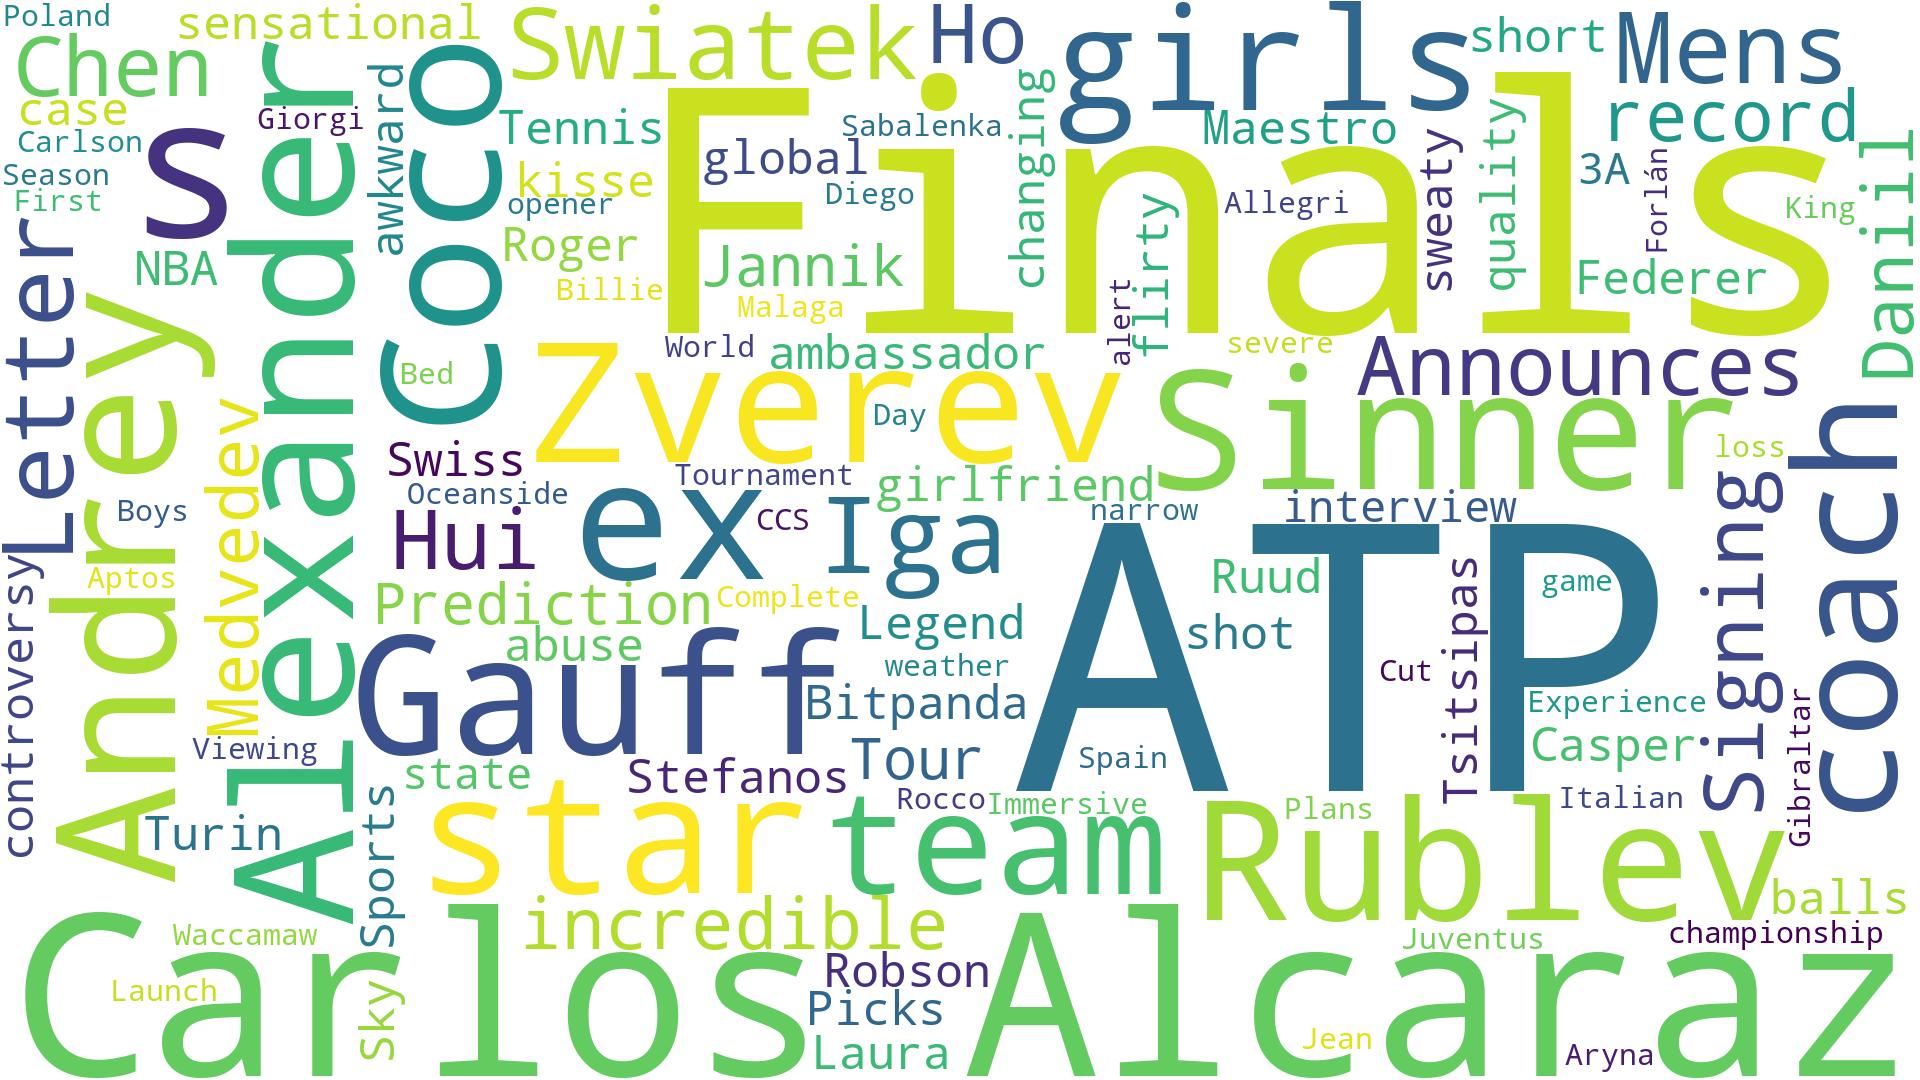 Poland
sensational
Swiatek
Ho
girls
short
Mens
Chen
case
Carlson
Season
First
NBA
s
Giorgi
Alexander
awkward
Coco
Tennis
kisse
opener
Roger
Billie
Finals
global
Sabalenka
Diego
Jannik
Malaga
changing
Maestro
flirty
alert
Allegri
sweaty
quality
record
3A
Forlán
Federer
King
Daniil
Letter
Andrey
Medvedev
Boys
Aptos
controversy
Bed
World
ambassador
severe
Announces
Zverev
Day
Sinner
loss
coach
Swiss
Oceanside
Tournament
girlfriend
narrow
interview
Signing
Hui
ex
CCS
Iga
ATP
Ruud
game
Prediction
Complete
abuse
Legend
shot
weather
Cut
Tsitsipas
Experience
Gauff
Bitpanda
Viewing
Casper
Gibraltar
state
Stefanos
Tour
Spain
Turin
Sports
star
Rocco
Immersive
team
Plans
Italian
Rublev
balls
Waccamaw
incredible
Juventus
championship
Launch
Sky
Carlos
Robson
Picks
Laura
Alcaraz
Jean
Aryna